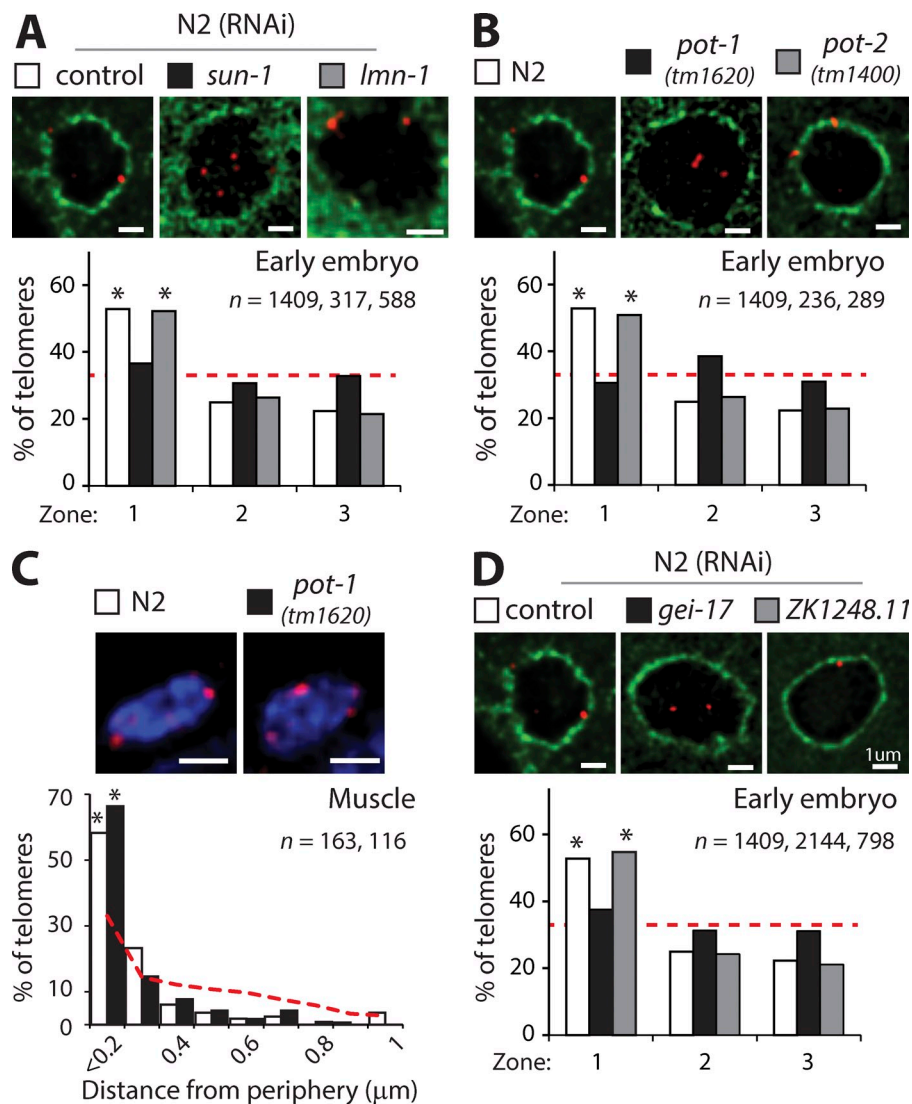 A
N2 (RNAi)
control sun-1 lmn-1
Early embryo
n = 1409, 317, 588
* *
% of telomeres
60
40
20
0
Zone: 1 2 3
B
N2 pot-1 (tm1620) pot-2 (tm1400)
Early embryo
n = 1409, 236, 289
* *
% of telomeres
60
40
20
0
Zone: 1 2 3
C
N2 pot-1 (tm1620)
Muscle
n = 163, 116
* *
% of telomeres
70
50
30
10
0
<0.2 0.4 0.6 0.8 1
Distance from periphery (μm)
D
N2 (RNAi)
control gei-17 ZK1248.11
1um
Early embryo
n = 1409, 2144, 798
* *
% of telomeres
60
40
20
0
Zone: 1 2 3